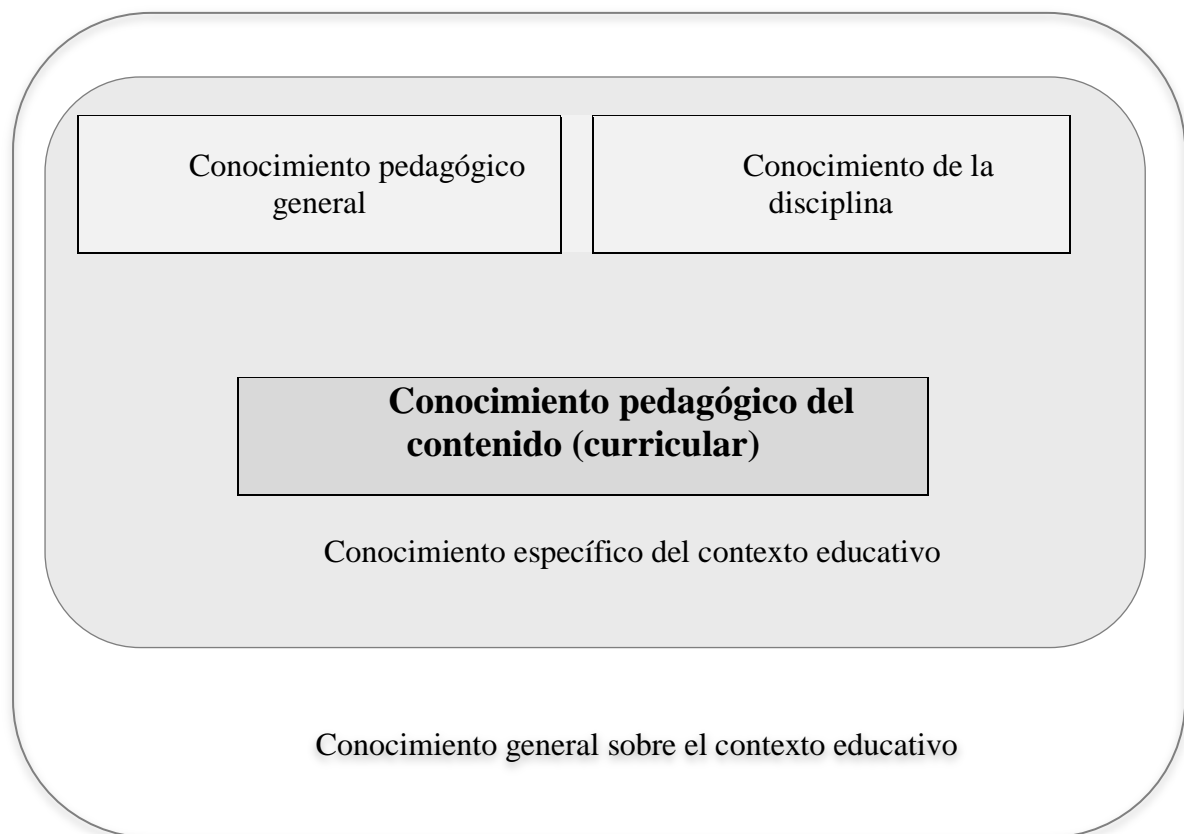 Conocimiento pedagógico
general
Conocimiento de la
disciplina
Conocimiento pedagógico del
contenido (curricular)
Conocimiento específico del contexto educativo
Conocimiento general sobre el contexto educativo